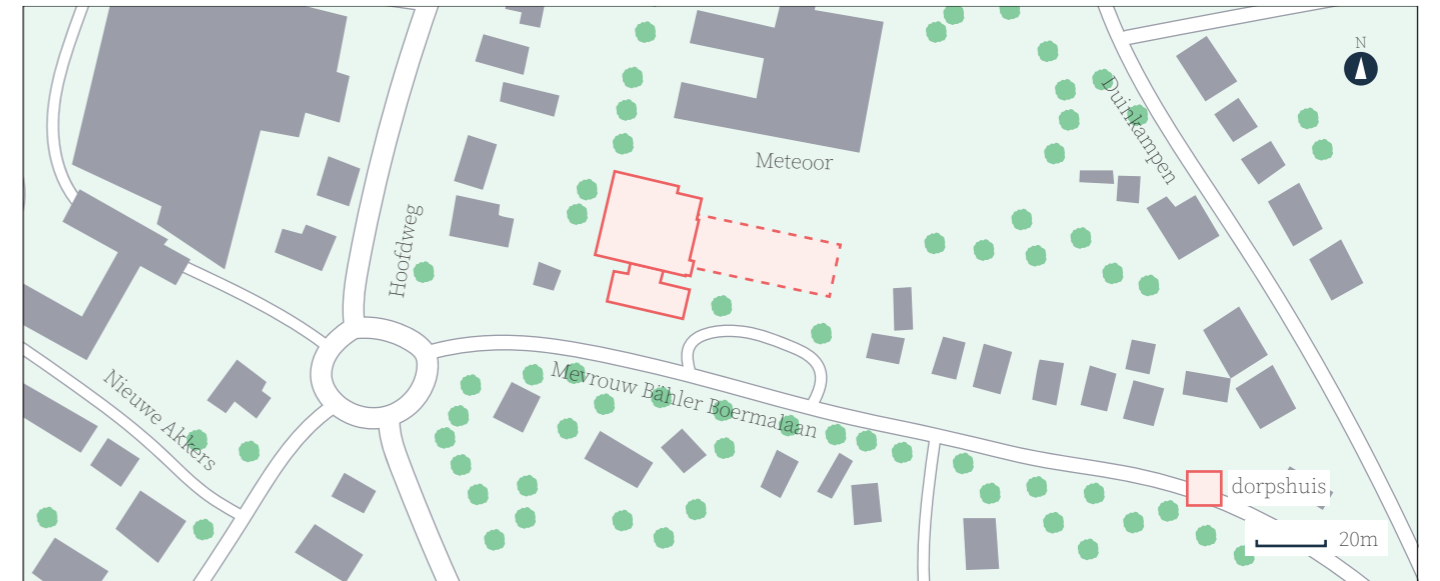 N
Duinkampen
Meteoor
Hoofdweg
Mevrouw Bähler Boermalaan
Nieuwe Akkers
dorpshuis
20m